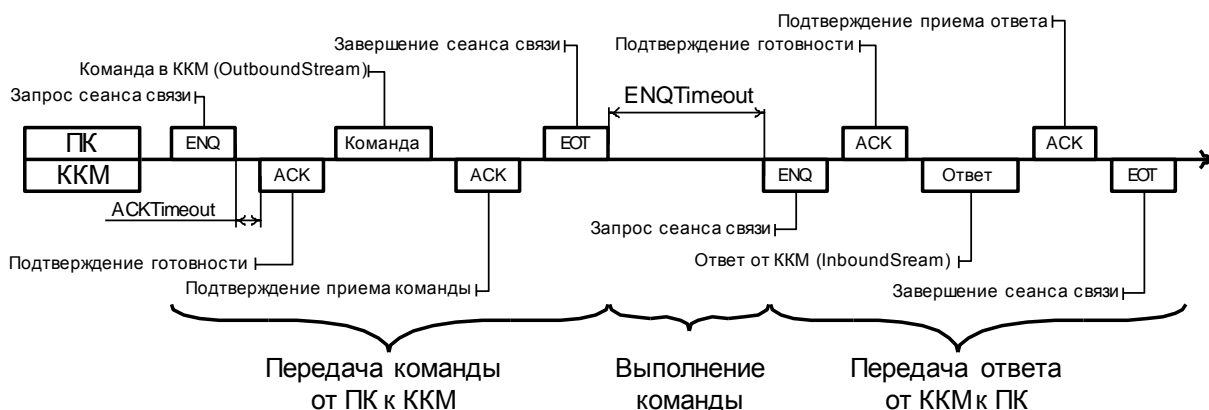 Подтверждение приема ответа
Завершение сеанса связи
Подтверждение готовности
Команда в ККМ (OutboundStream)
Запрос сеанса связи
ENQTimeout
ПК
ENQ
Команда
EOT
ACK
ACK
ККМ
ACK
ACK
ENQ
Ответ
EOT
ACKTimeout
Запрос сеанса связи
Подтверждение готовности
Ответ от ККМ (InboundSream)
Подтверждение приема команды
Завершение сеанса связи
Передача команды
от ПК к ККМ
Выполнение
команды
Передача ответа
от ККМ к ПК